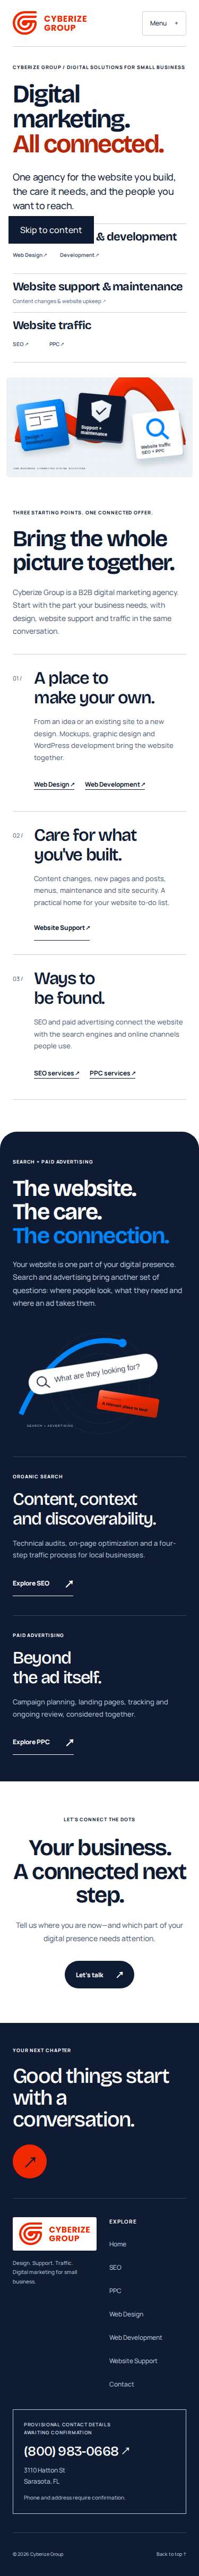 CYBERIZE
GROUP
Menu +
CYBERIZE GROUP / DIGITAL SOLUTIONS FOR SMALL BUSINESS
Digital
marketing.
All connected.
One agency for the website you build,
the care it needs, and the people you
want to reach.
Skip to content
& development
Web Design ↗ Development ↗
Website support & maintenance
Content changes & website upkeep ↗
Website traffic
SEO ↗ PPC ↗
Support +
maintenance
Website traffic
SEO + PPC
THREE STARTING POINTS. ONE CONNECTED OFFER.
Bring the whole
picture together.
Cyberize Group is a B2B digital marketing agency.
Start with the part your business needs, with
design, website support and traffic in the same
conversation.
01 /
A place to
make your own.
From an idea or an existing site to a new
design. Mockups, graphic design and
WordPress development bring the website
together.
Web Design ↗ Web Development ↗
02 /
Care for what
you've built.
Content changes, new pages and posts,
menus, maintenance and site security. A
practical home for your website to-do list.
Website Support ↗
03 /
Ways to
be found.
SEO and paid advertising connect the website
with the search engines and online channels
people use.
SEO services ↗ PPC services ↗
SEARCH + PAID ADVERTISING
The website.
The care.
The connection.
Your website is one part of your digital presence.
Search and advertising bring another set of
questions: where people look, what they need and
where an ad takes them.
What are they looking for?
A relevant place to land
SEARCH + ADVERTISING
ORGANIC SEARCH
Content, context
and discoverability.
Technical audits, on-page optimization and a four-
step traffic process for local businesses.
Explore SEO ↗
PAID ADVERTISING
Beyond
the ad itself.
Campaign planning, landing pages, tracking and
ongoing review, considered together.
Explore PPC ↗
LET'S CONNECT THE DOTS
Your business.
A connected next
step.
Tell us where you are now—and which part of your
digital presence needs attention.
Let's talk ↗
YOUR NEXT CHAPTER
Good things start
with a
conversation.
↗
CYBERIZE
GROUP
Design. Support. Traffic.
Digital marketing for small
business.
EXPLORE
Home
SEO
PPC
Web Design
Web Development
Website Support
Contact
PROVISIONAL CONTACT DETAILS
AWAITING CONFIRMATION
(800) 983-0668 ↗
3110 Hatton St
Sarasota, FL
Phone and address require confirmation.
© 2026 Cyberize Group
Back to top ↑